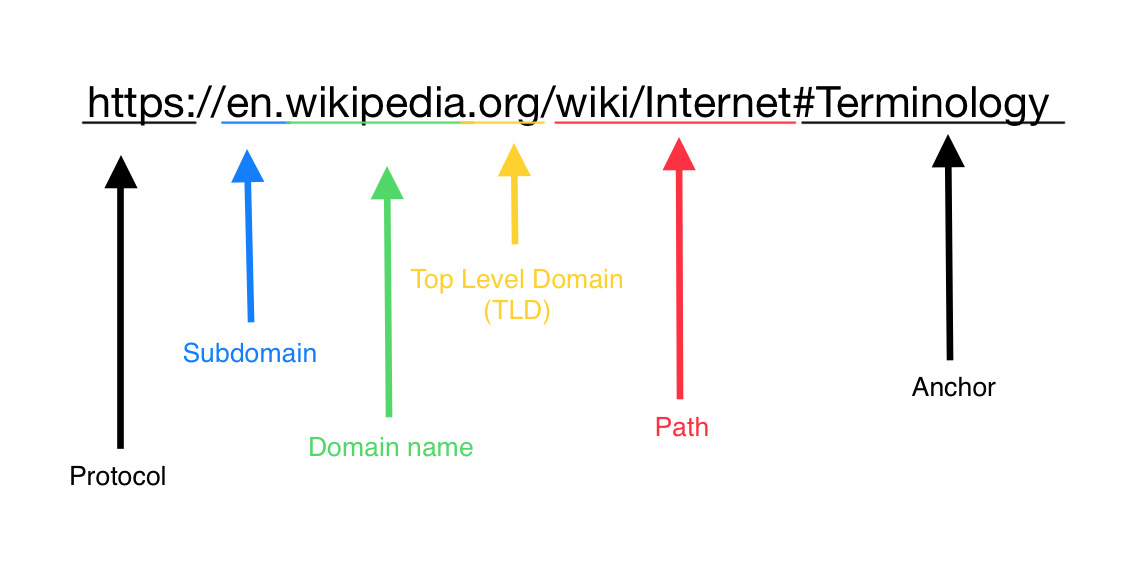 https://en.wikipedia.org/wiki/Internet#Terminology
Top Level Domain
(TLD)
Subdomain
Anchor
Path
Domain name
Protocol